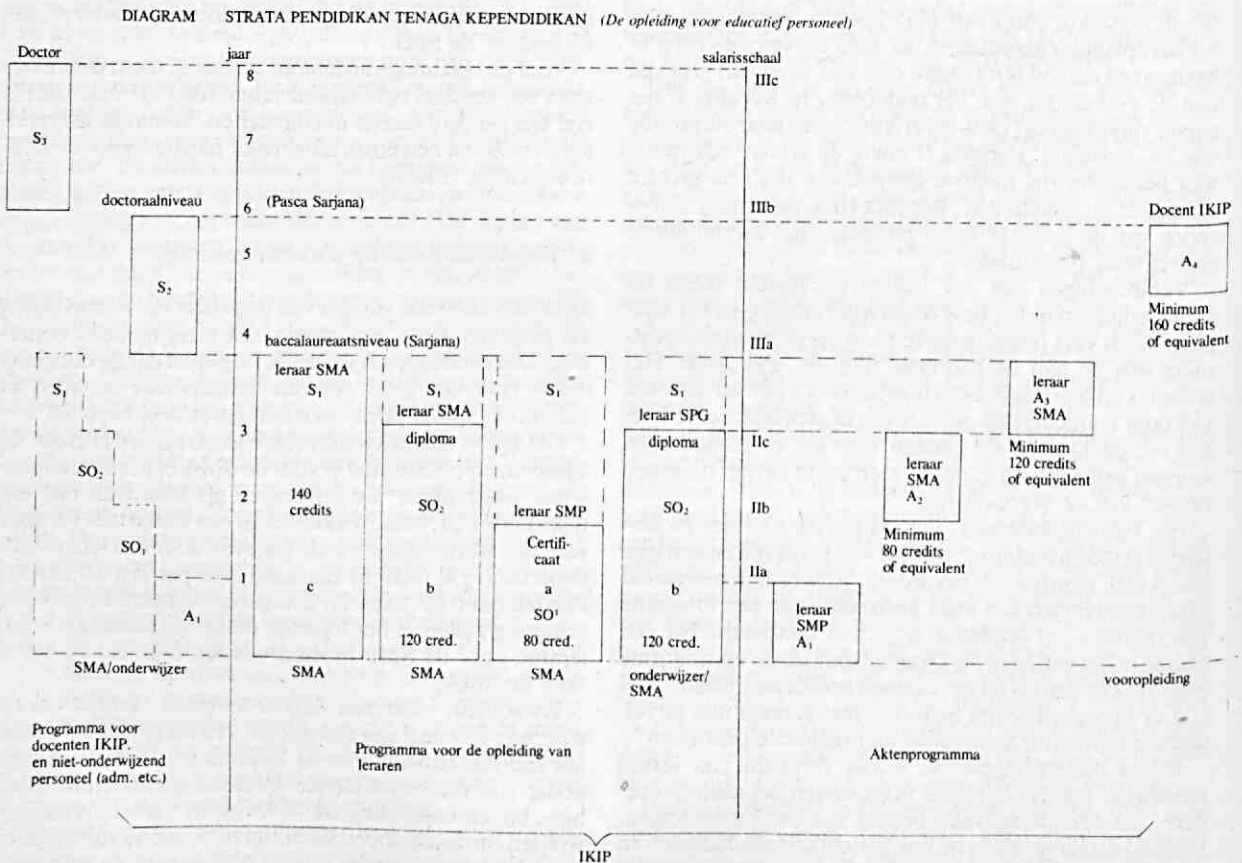 DIAGRAM STRATA PENDIDIKAN TENAGA KEPENDIDIKAN (De opleiding voor educatief personeel)
Doctor
jaar
salarisschaal
8
IIIc
S3
7
doctoraalniveau
6
(Pasca Sarjana)
IIIb
Docent IKIP
5
S2
A4
4
Minimum
160 credits
of equivalent
baccalaureaatsniveau (Sarjana)
IIIa
leraar SMA
S1
S1
S1
S1
S1
leraar
A3
SMA
leraar SMA
leraar SPG
3
diploma
diploma
IIc
Minimum
120 credits
of equivalent
SO2
leraar
SMA
A2
2
140
credits
SO2
leraar SMP
SO2
IIb
Certifi-
caat
Minimum
80 credits
of equivalent
SO1
1
c
b
a
b
IIa
leraar
SMP
A1
A1
SO1
120 cred.
80 cred.
120 cred.
SMA/onderwijzer
SMA
SMA
SMA
onderwijzer/
SMA
vooropleiding
Programma voor
docenten IKIP.
en niet-onderwijzend
personeel (adm. etc.)
Programma voor de opleiding van
leraren
Aktenprogramma
IKIP